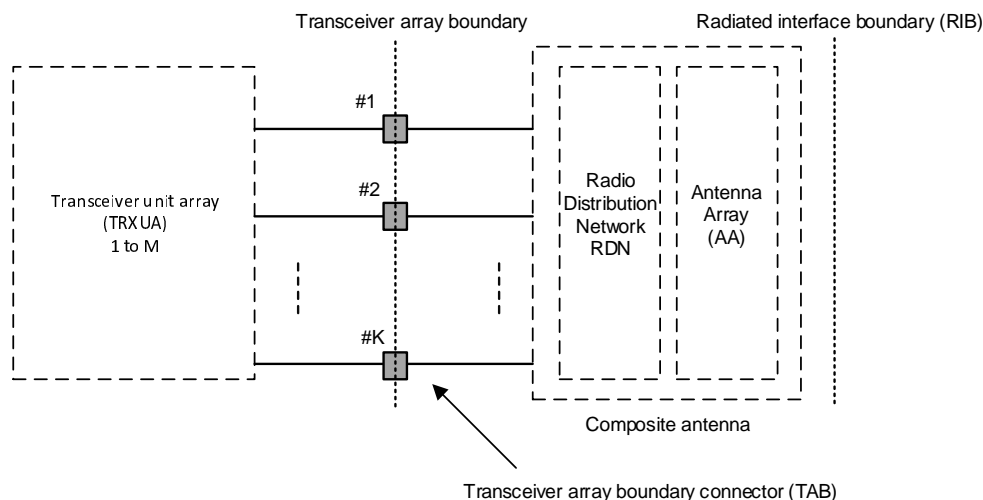 Transceiver array boundary
Radiated interface boundary (RIB)
#1
#2
#K
Transceiver unit array
(TRXUA)
1 to M
Radio
Distribution
Network
RDN
Antenna
Array
(AA)
Composite antenna
Transceiver array boundary connector (TAB)